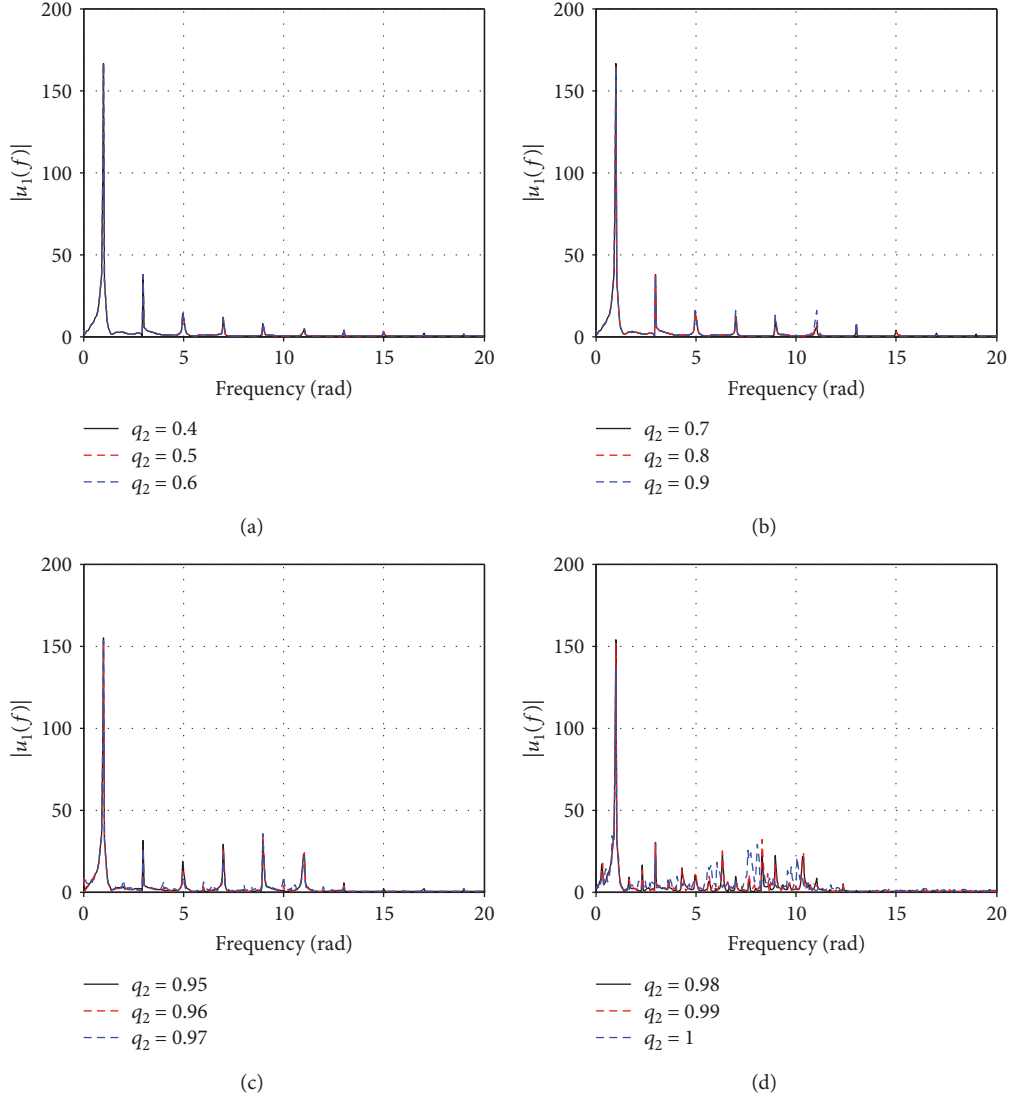 200
150
100
50
0
|u₁(f)|
0 5 10 15 20
Frequency (rad)
q₂ = 0.4
q₂ = 0.5
q₂ = 0.6
(a)
200
150
100
50
0
|u₁(f)|
0 5 10 15 20
Frequency (rad)
q₂ = 0.7
q₂ = 0.8
q₂ = 0.9
(b)
200
150
100
50
0
|u₁(f)|
0 5 10 15 20
Frequency (rad)
q₂ = 0.95
q₂ = 0.96
q₂ = 0.97
(c)
200
150
100
50
0
|u₁(f)|
0 5 10 15 20
Frequency (rad)
q₂ = 0.98
q₂ = 0.99
q₂ = 1
(d)